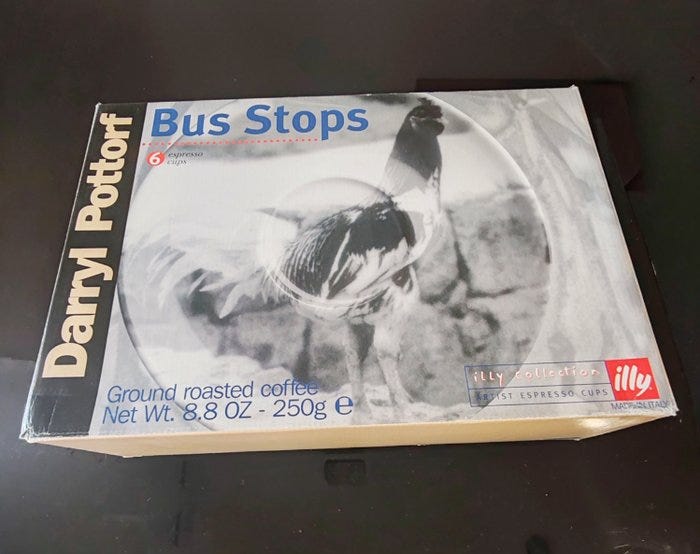 Darryl Pottorf
Bus Stops
6 espresso
cups
Ground roasted coffee
Net Wt. 8.8 OZ - 250g e
illy collection
ARTIST ESPRESSO CUPS
illy
MADE IN ITALY